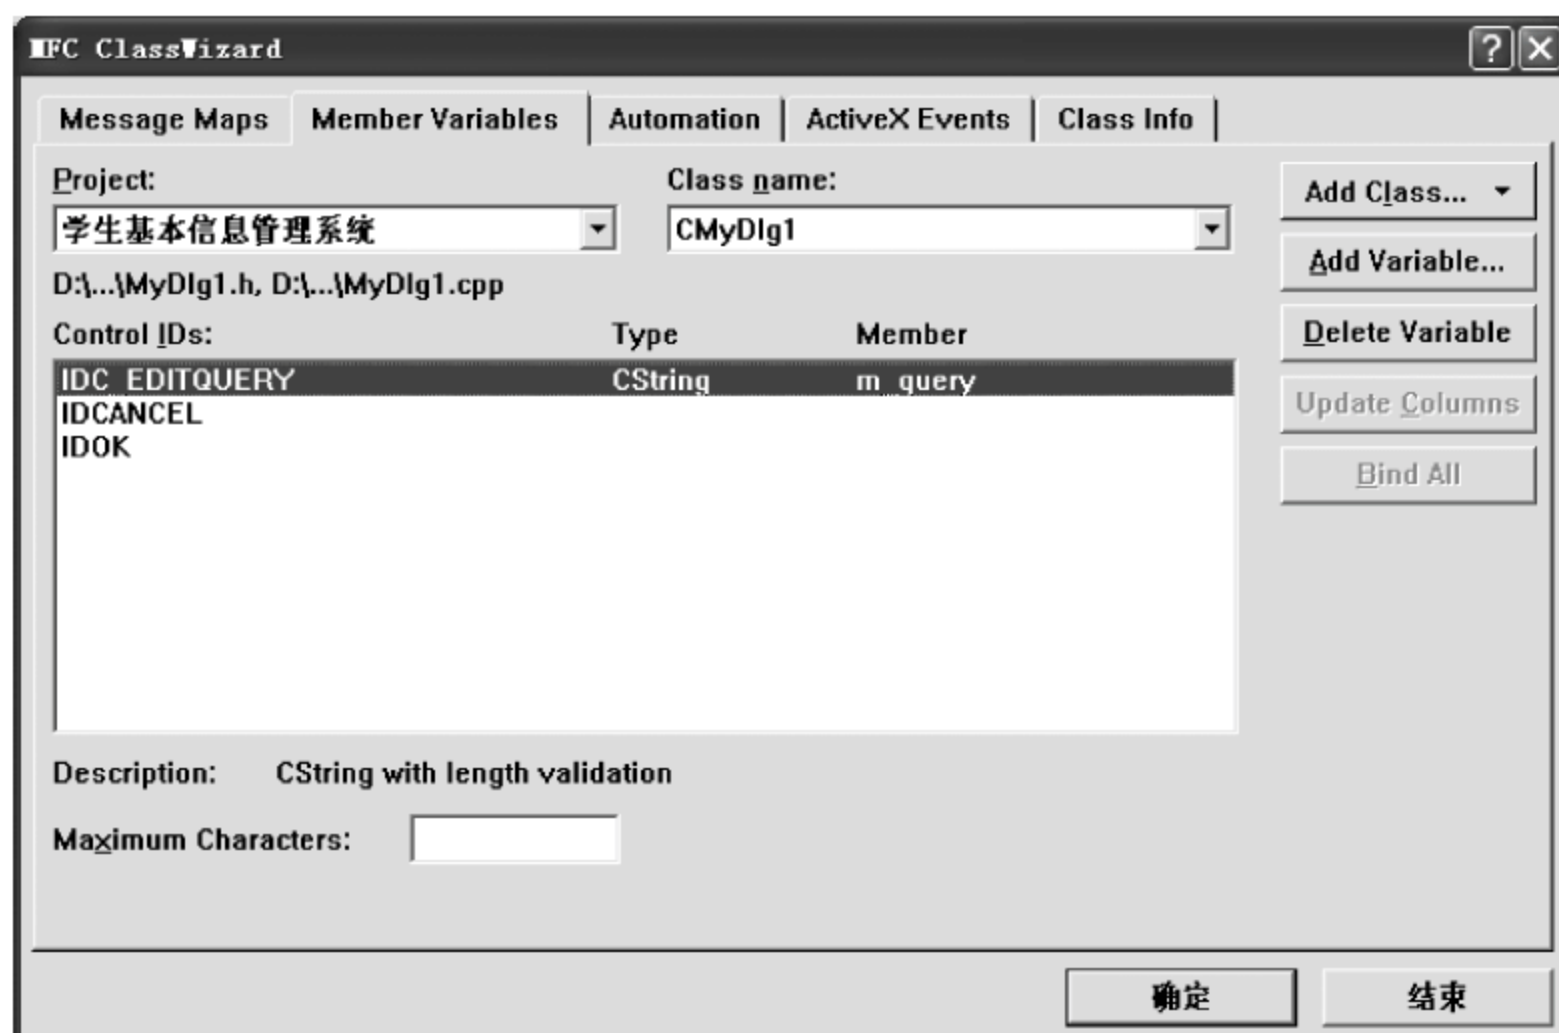 MFC ClassWizard
Message Maps Member Variables Automation ActiveX Events Class Info
Project: Class name: Add Class...
学生基本信息管理系统 CMyDlg1
Add Variable...
D:\...\MyDlg1.h, D:\...\MyDlg1.cpp
Control IDs: Type Member Delete Variable
IDC_EDITQUERY CString m_query
IDCANCEL Update Columns
IDOK
Bind All
Description: CString with length validation
Maximum Characters:
确定 结束